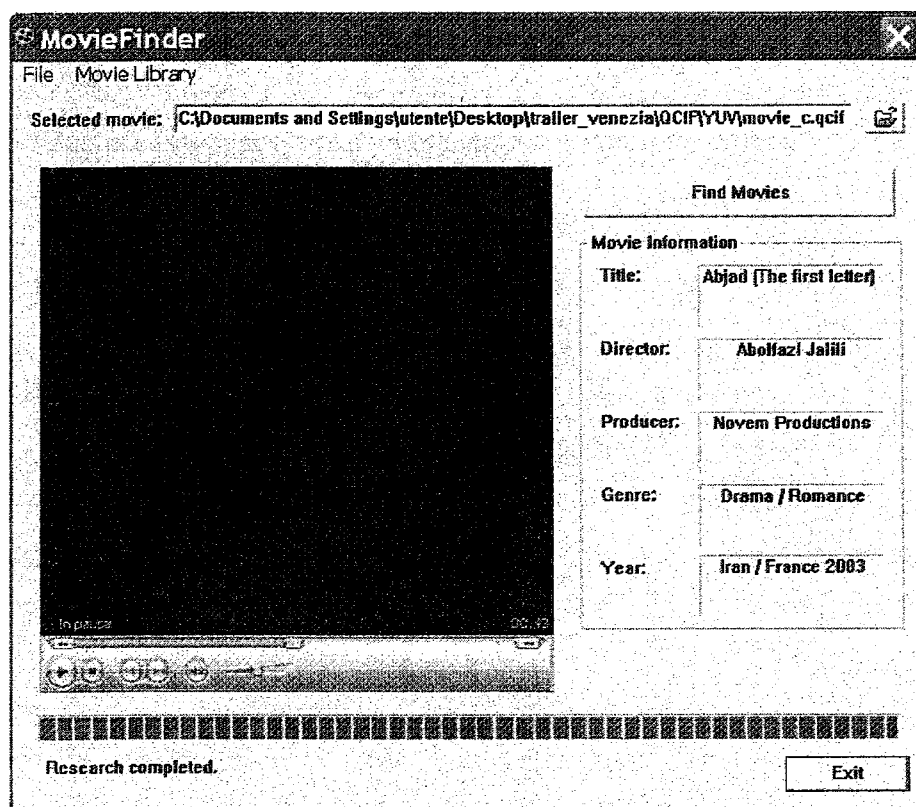 MovieFinder
File Movie Library
Selected movie: C:\Documents and Settings\utente\Desktop\trailer_venezia\QCIF\YUV\movie_c.qcif
Find Movies
Movie Information
Title: Abjad (The first letter)
Director: Abolfazl Jalili
Producer: Novem Productions
Genre: Drama / Romance
Year: Iran / France 2003
In pausa
Research completed.
Exit